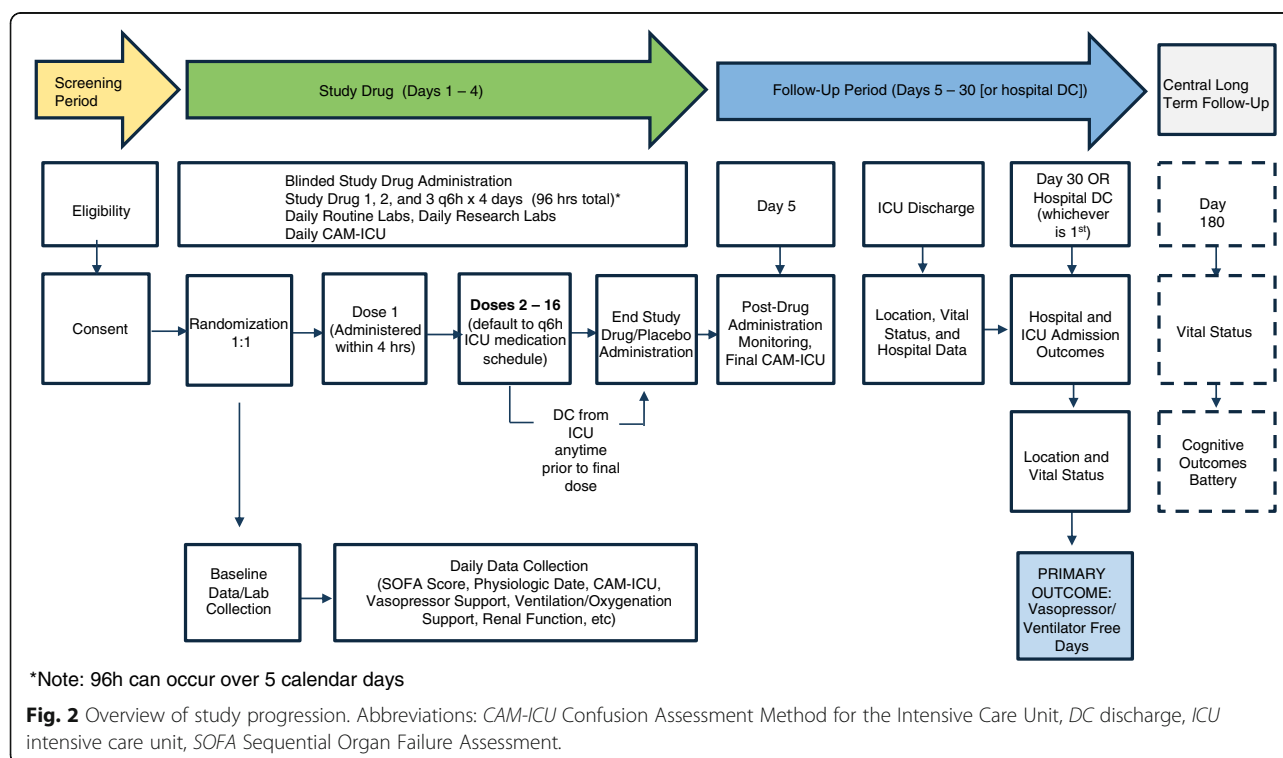 Screening
Period
Study Drug (Days 1 – 4)
Follow-Up Period (Days 5 – 30 [or hospital DC])
Central Long
Term Follow-Up
Eligibility
Blinded Study Drug Administration
Study Drug 1, 2, and 3 q6h x 4 days (96 hrs total)*
Daily Routine Labs, Daily Research Labs
Daily CAM-ICU
Day 5
ICU Discharge
Day 30 OR
Hospital DC
(whichever
is 1st)
Day
180
Consent
Randomization
1:1
Dose 1
(Administered
within 4 hrs)
Doses 2 – 16
(default to q6h
ICU medication
schedule)
End Study
Drug/Placebo
Administration
Post-Drug
Administration
Monitoring,
Final CAM-ICU
Location, Vital
Status, and
Hospital Data
Hospital and
ICU Admission
Outcomes
Vital Status
DC from
ICU
anytime
prior to final
dose
Location and
Vital Status
Cognitive
Outcomes
Battery
Baseline
Data/Lab
Collection
Daily Data Collection
(SOFA Score, Physiologic Date, CAM-ICU,
Vasopressor Support, Ventilation/Oxygenation
Support, Renal Function, etc)
PRIMARY
OUTCOME:
Vasopressor/
Ventilator Free
Days
*Note: 96h can occur over 5 calendar days
Fig. 2 Overview of study progression. Abbreviations: CAM-ICU Confusion Assessment Method for the Intensive Care Unit, DC discharge, ICU
intensive care unit, SOFA Sequential Organ Failure Assessment.